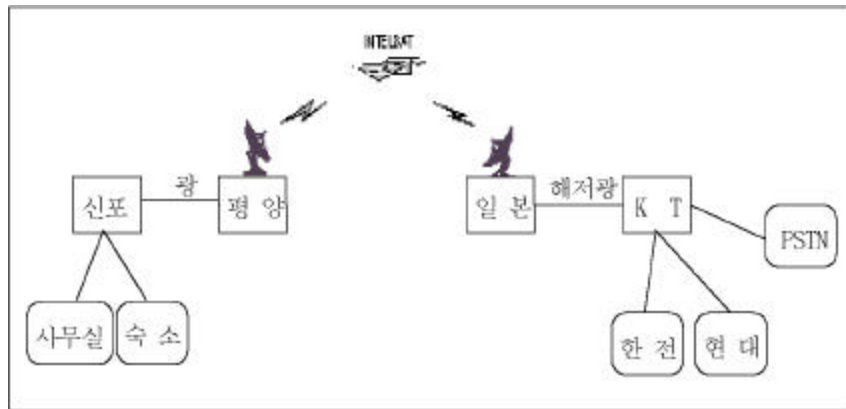 INTELSAT
광
해저광
신포
평 양
일 본
K T
PSTN
사무실
숙 소
한 전
현 대